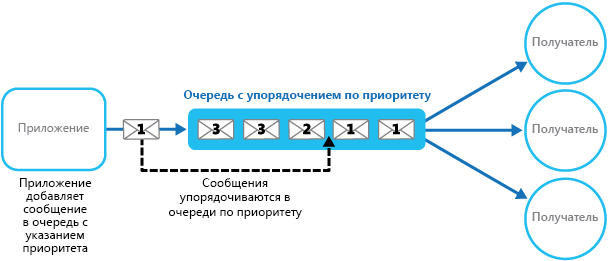 Получатель
Очередь с упорядочением по приоритету
Приложение
1
3
3
2
1
1
Получатель
Приложение
добавляет
сообщение
в очередь с
указанием
приоритета
Сообщения
упорядочиваются в
очереди по приоритету
Получатель